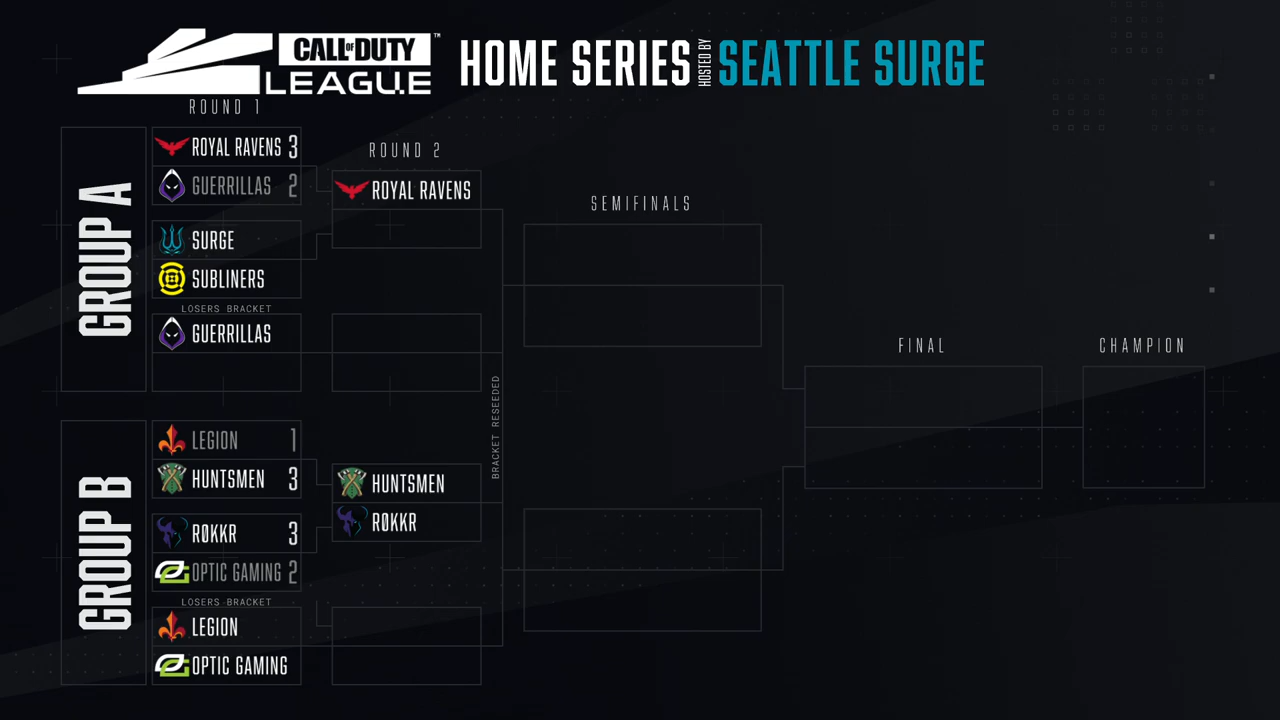 CALL OF DUTY
LEAGUE™
HOME SERIES HOSTED BY SEATTLE SURGE
ROUND 1
GROUP A
ROYAL RAVENS 3
GUERRILLAS 2
SURGE
SUBLINERS
LOSERS BRACKET
GUERRILLAS
ROUND 2
ROYAL RAVENS
GROUP B
LEGION 1
HUNTSMEN 3
RØKKR 3
OPTIC GAMING 2
LOSERS BRACKET
LEGION
OPTIC GAMING
HUNTSMEN
RØKKR
BRACKET RESEEDED
SEMIFINALS
FINAL
CHAMPION